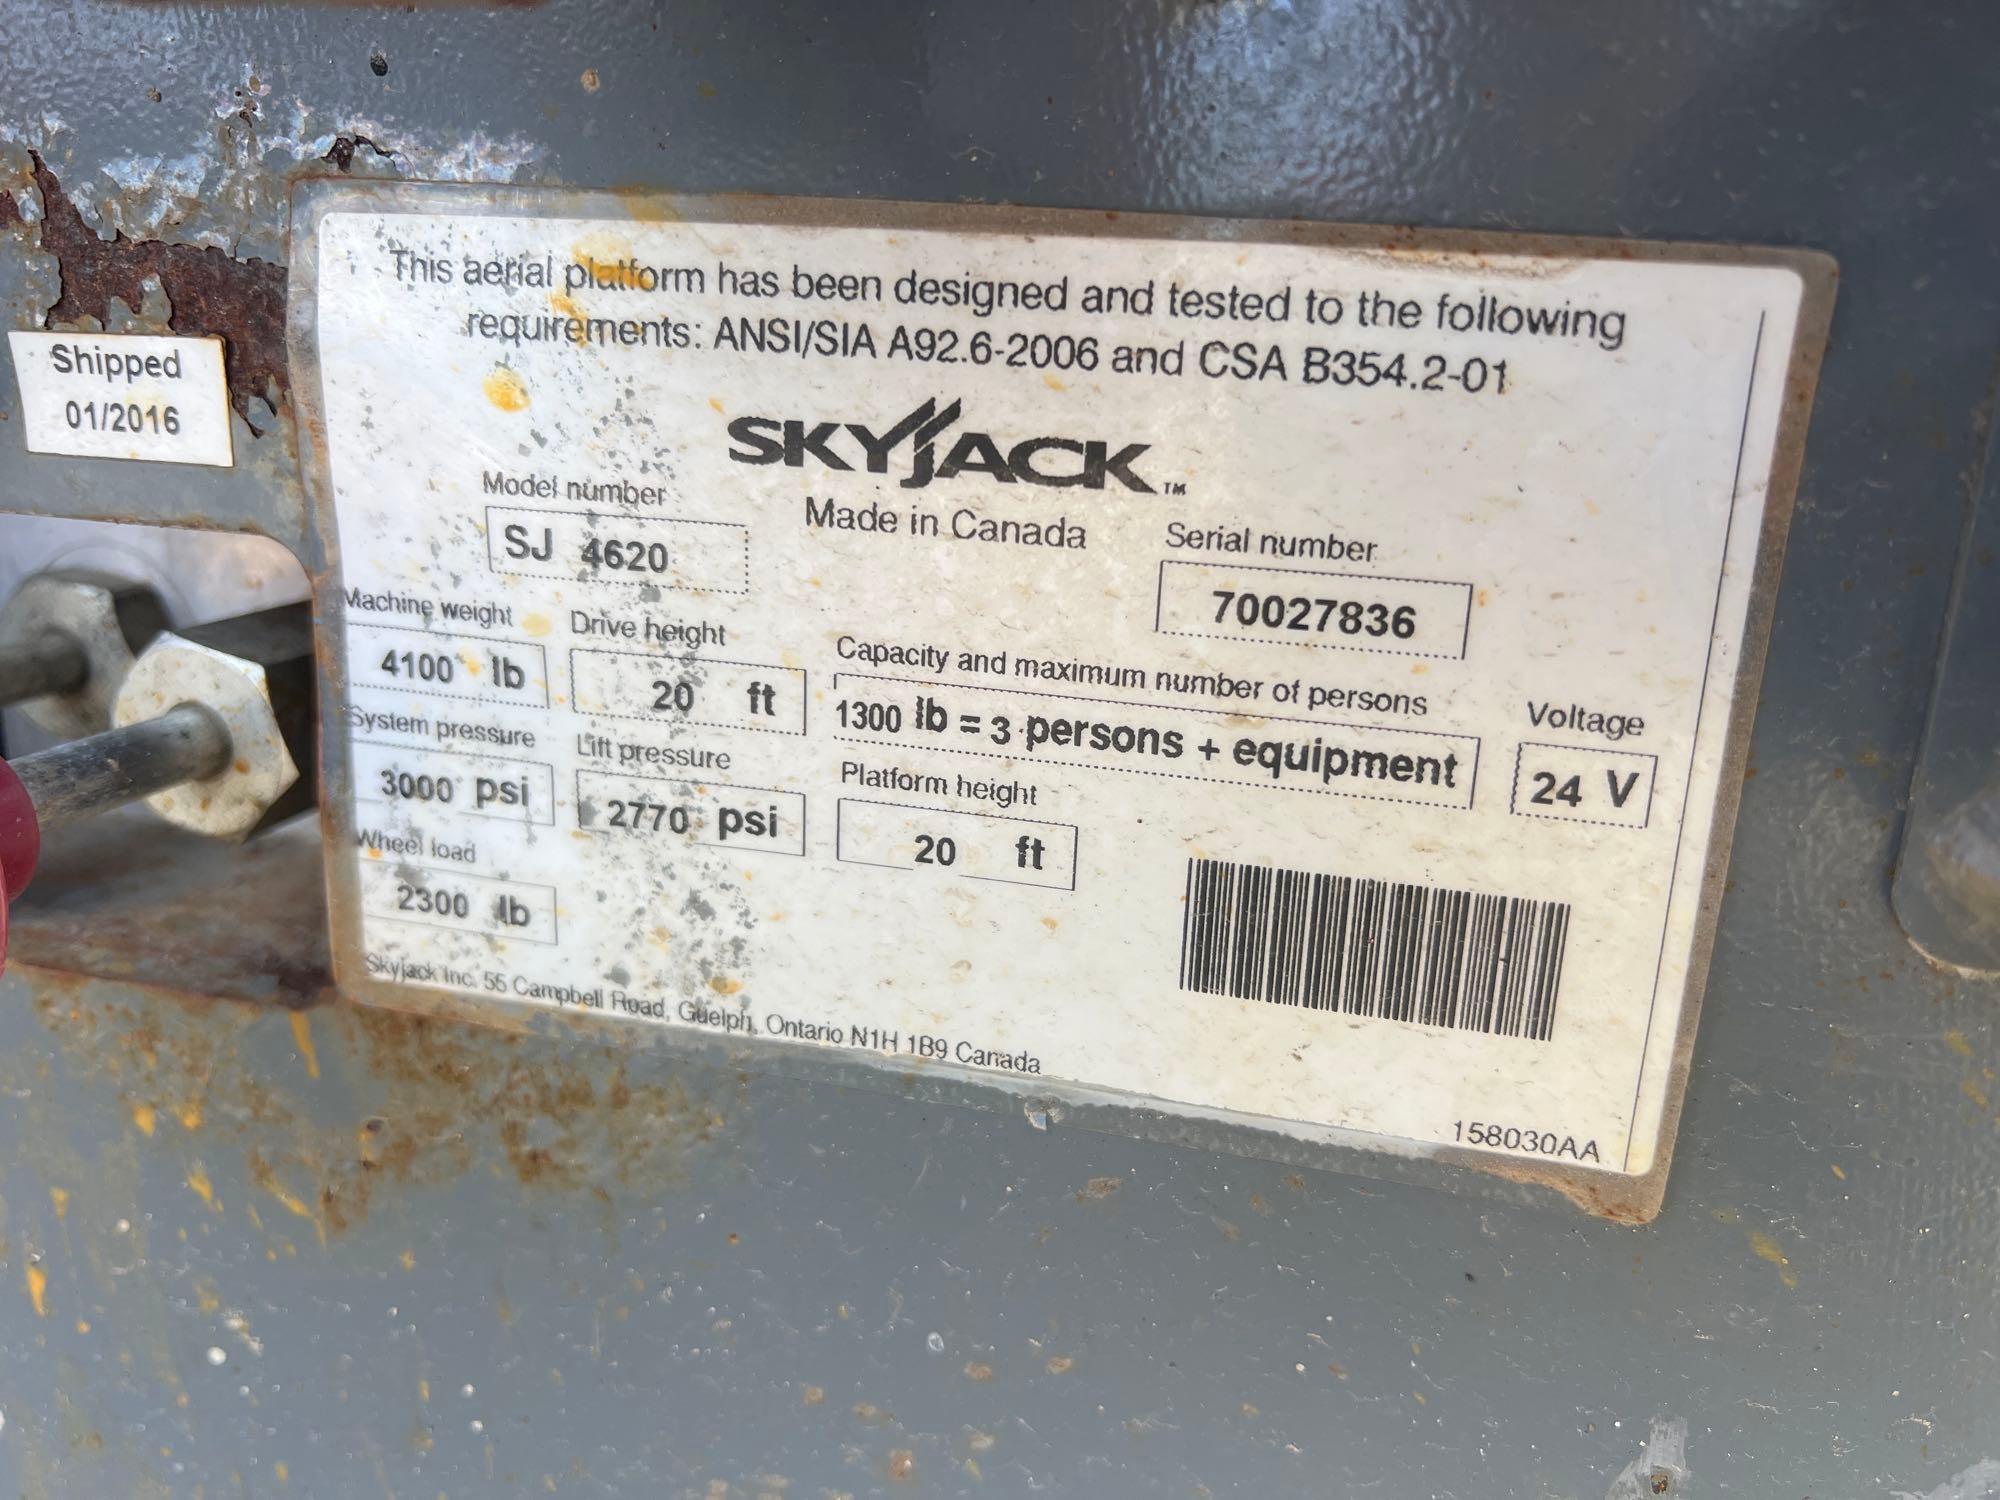 This aerial platform has been designed and tested to the following
requirements: ANSI/SIA A92.6-2006 and CSA B354.2-01
Shipped
01/2016
SKYJACK™
Made in Canada
Model number
SJ 4620
Serial number
70027836
Machine weight
4100 lb
Drive height
20 ft
Capacity and maximum number of persons
1300 lb = 3 persons + equipment
Voltage
24 V
System pressure
3000 psi
Lift pressure
2770 psi
Platform height
20 ft
Wheel load
2300 lb
Skyjack Inc. 55 Campbell Road, Guelph, Ontario N1H 1B9 Canada
158030AA